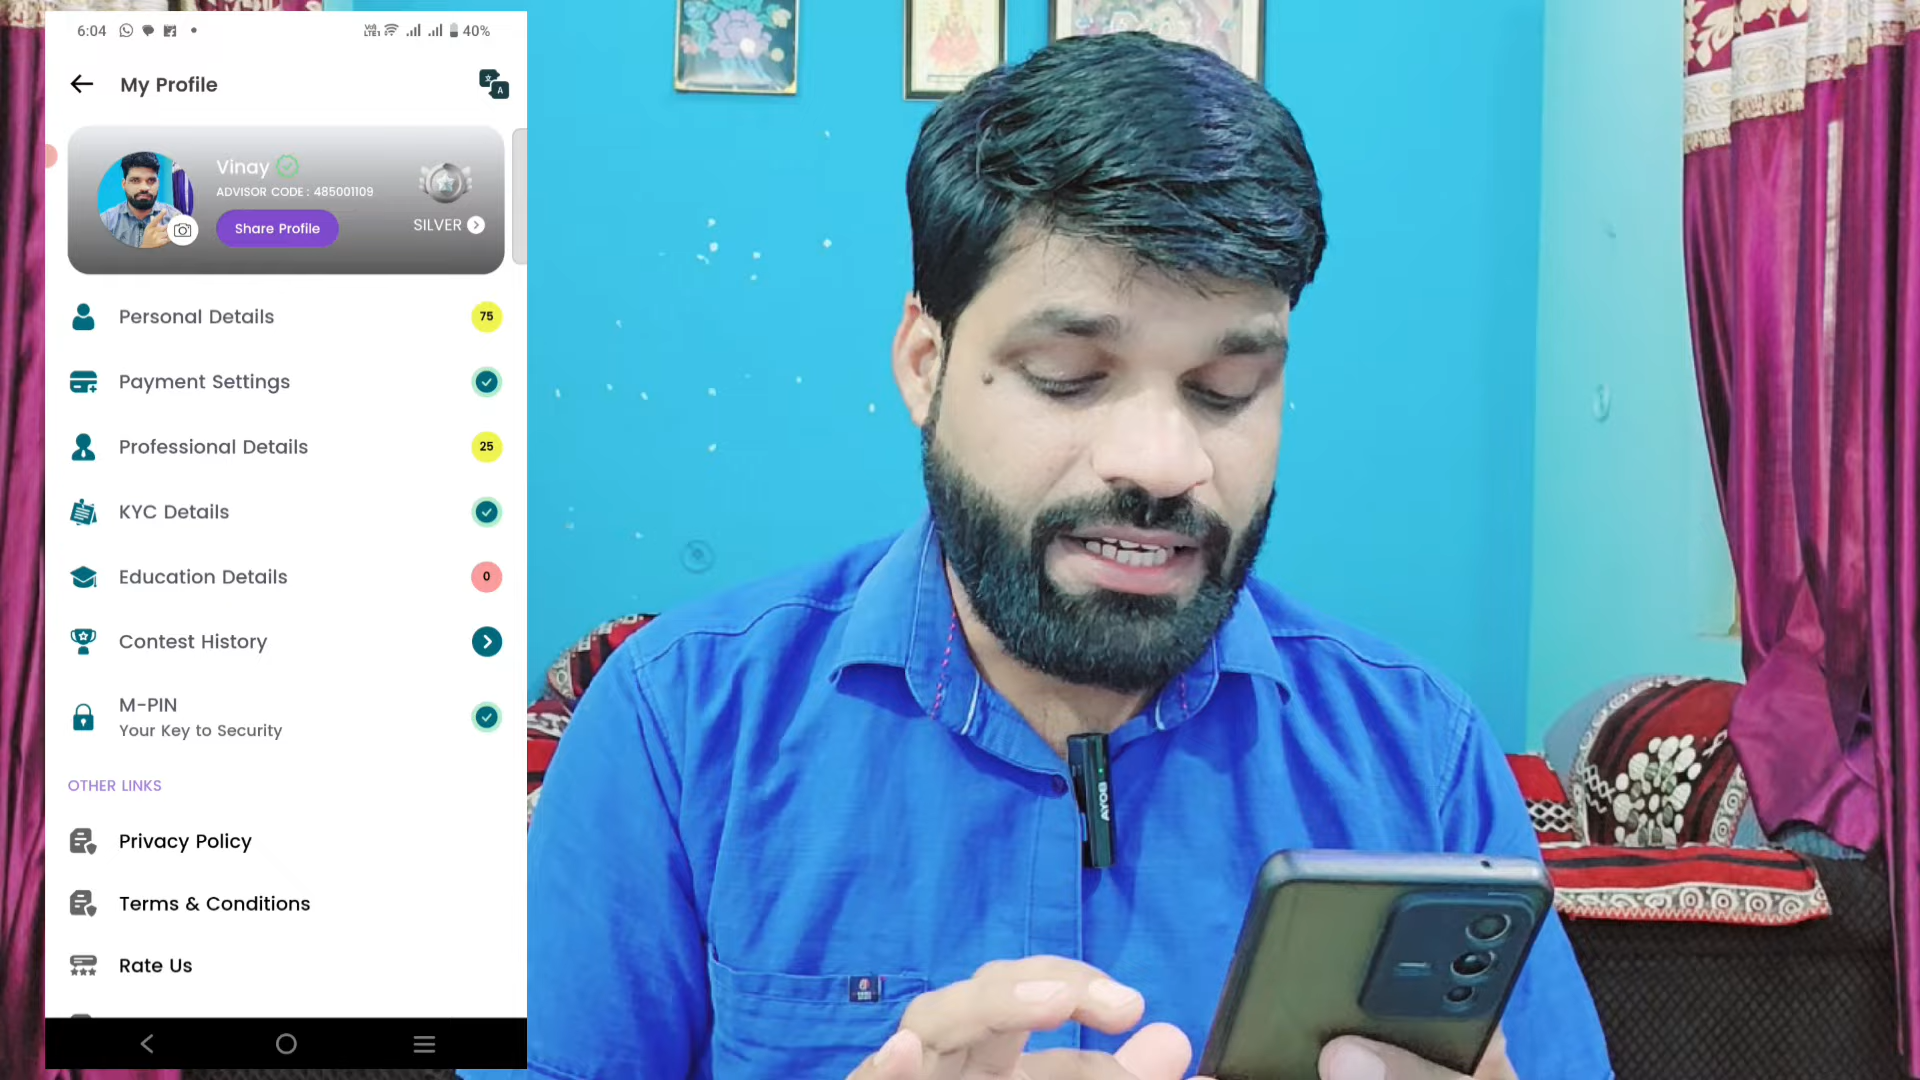 6:04
VoI LTE1 40%
My Profile
A
Vinay
ADVISOR CODE : 485001109
Share Profile
SILVER
Personal Details 75
Payment Settings
Professional Details 25
KYC Details
Education Details 0
Contest History
M-PIN
Your Key to Security
OTHER LINKS
Privacy Policy
Terms & Conditions
Rate Us
BOYA